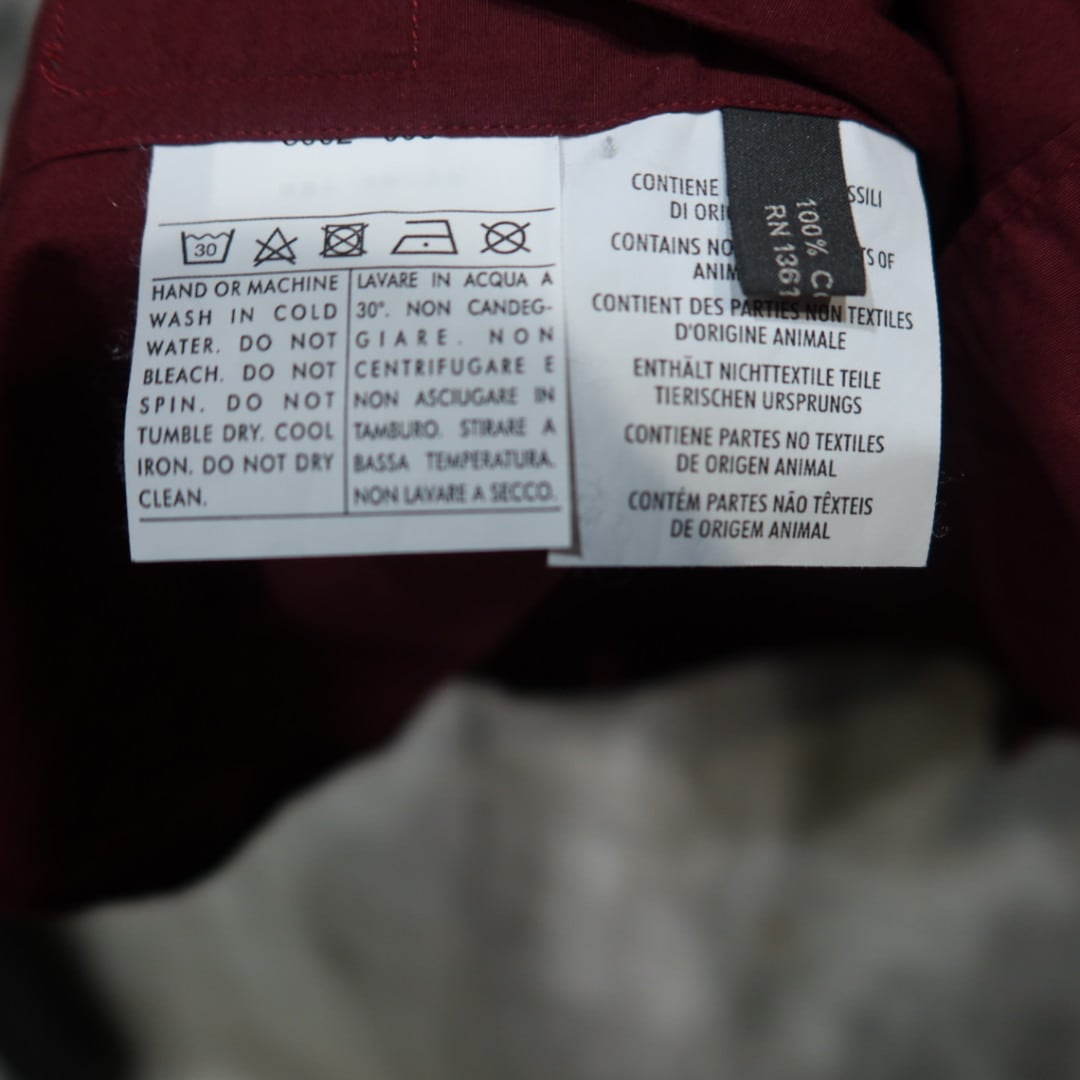 30
HAND OR MACHINE
WASH IN COLD
WATER. DO NOT
BLEACH. DO NOT
SPIN. DO NOT
TUMBLE DRY. COOL
IRON. DO NOT DRY
CLEAN.
LAVARE IN ACQUA A
30°. NON CANDEG-
GIARE. NON
CENTRIFUGARE E
NON ASCIUGARE IN
TAMBURO. STIRARE A
BASSA TEMPERATURA.
NON LAVARE A SECCO.
CONTIENE
DI
CONTAINS
OF
CONTIENT DES PARTIES NON TEXTILES
D'ORIGINE ANIMALE
ENTHÄLT NICHTTEXTILE TEILE
TIERISCHEN URSPRUNGS
CONTIENE PARTES NO TEXTILES
DE ORIGEN ANIMAL
CONTÉM PARTES NÃO TÊXTEIS
DE ORIGEM ANIMAL
100% C
RN 1361